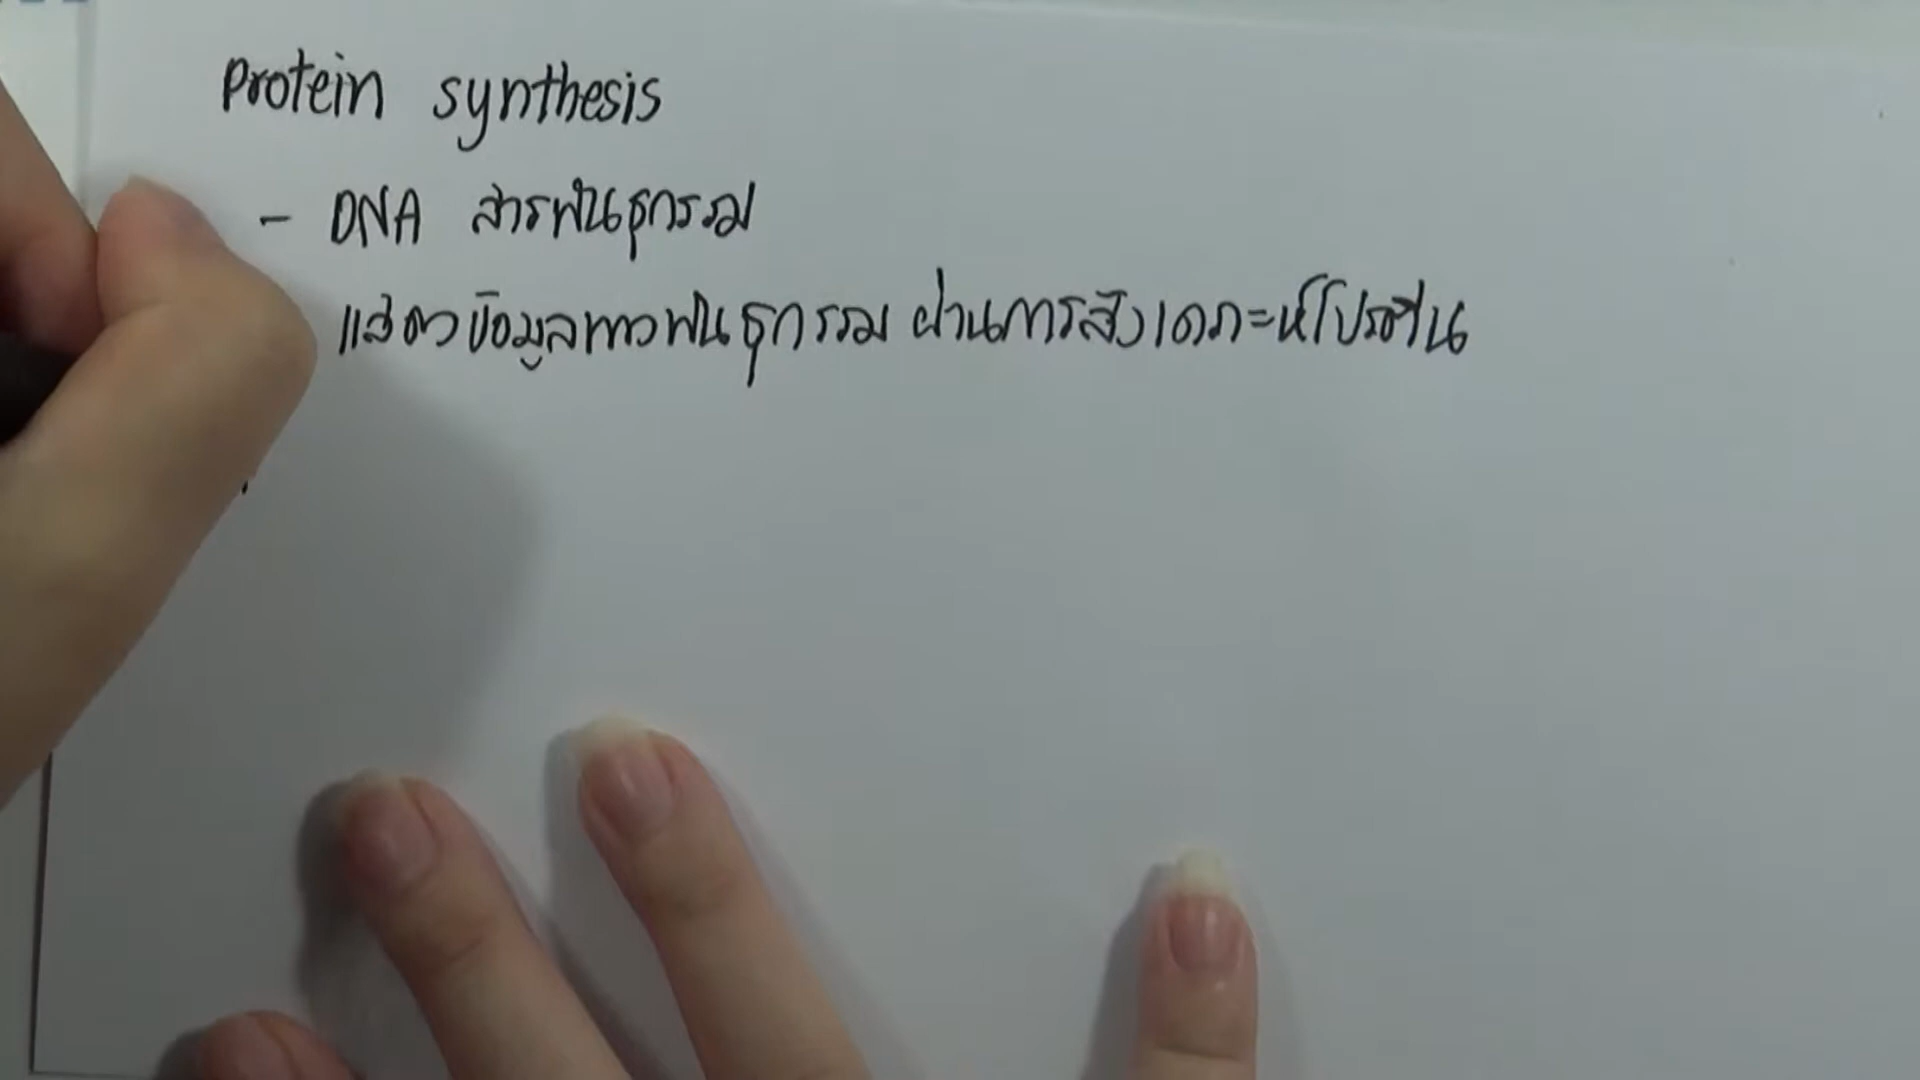 Protein synthesis
- DNA สารพันธุกรรม
แสดงข้อมูลทางพันธุกรรม ผ่านการสังเคราะห์โปรตีน